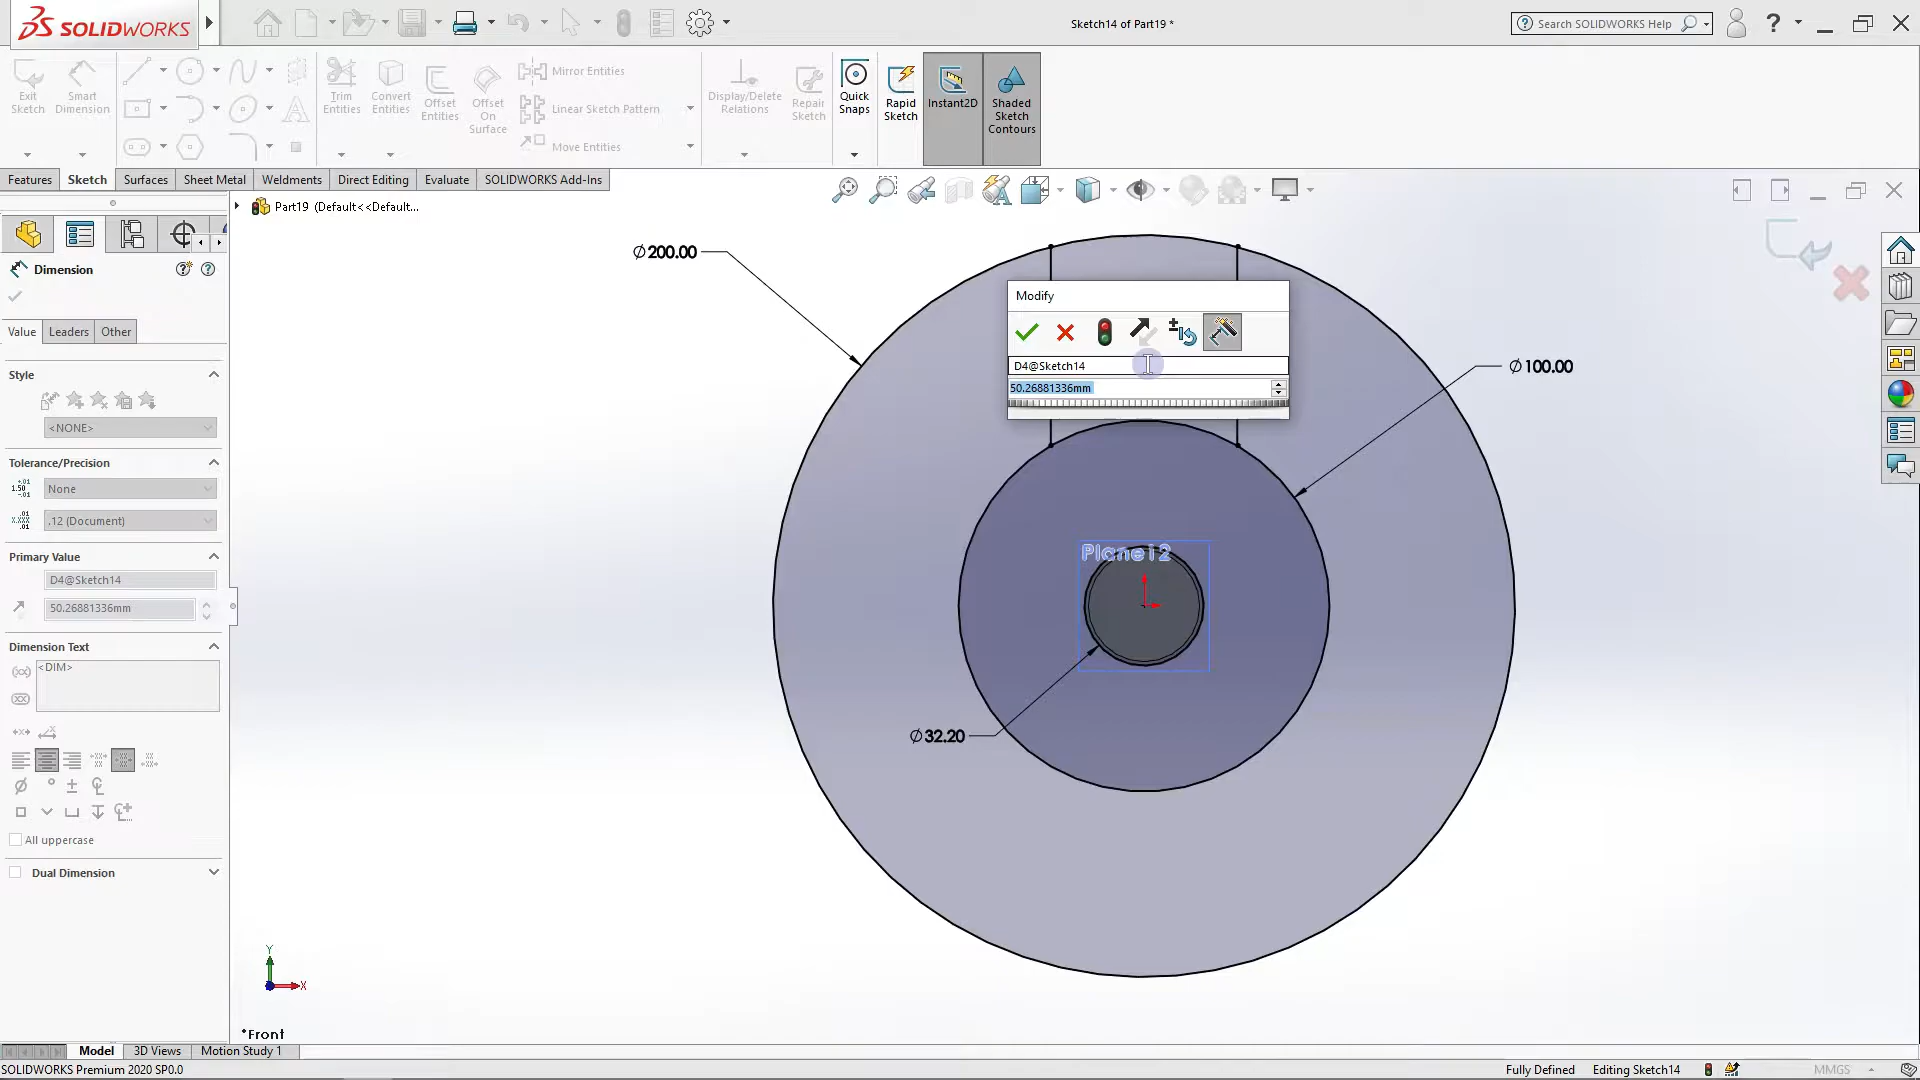 SOLIDWORKS
Sketch14 of Part19 *
Search SOLIDWORKS Help
?
Exit Sketch
Smart Dimension
Trim Entities
Convert Entities
Offset Entities
Offset On Surface
Mirror Entities
Linear Sketch Pattern
Move Entities
Display/Delete Relations
Repair Sketch
Quick Snaps
Rapid Sketch
Instant2D
Shaded Sketch Contours
Features
Sketch
Surfaces
Sheet Metal
Weldments
Direct Editing
Evaluate
SOLIDWORKS Add-Ins
Part19 (Default<<Default...
Dimension
Value
Leaders
Other
Style
<NONE>
Tolerance/Precision
None
.12 (Document)
Primary Value
D4@Sketch14
50.26881336mm
Dimension Text
<DIM>
All uppercase
Dual Dimension
Ø200.00
Modify
D4@Sketch14
50.26881336mm
Ø100.00
Plane12
Ø32.20
Y
X
*Front
Model
3D Views
Motion Study 1
SOLIDWORKS Premium 2020 SP0.0
Fully Defined
Editing Sketch14
MMGS